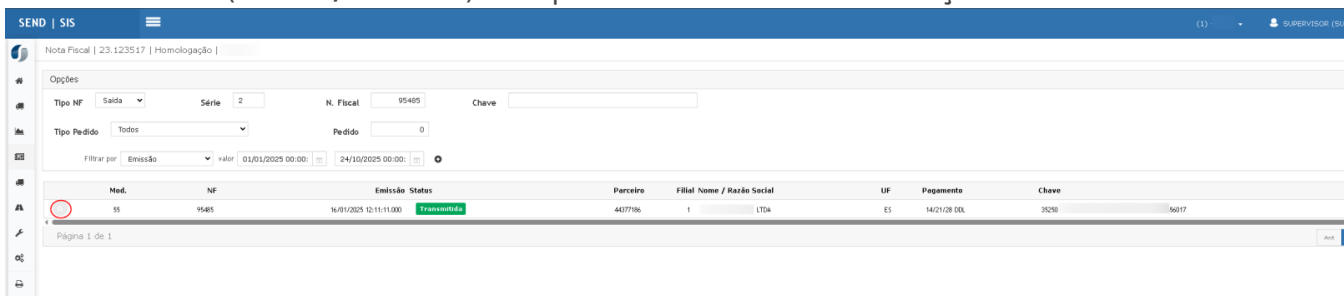 SEND | SIS (1) SUPERVISOR (SU
Nota Fiscal | 23.123517 | Homologação |
Opções
Tipo NF Saída Série 2 N. Fiscal 95485 Chave
Tipo Pedido Todos Pedido 0
Filtrar por Emissão valor 01/01/2025 00:00: 24/10/2025 00:00:
Mod. NF Emissão Status Parceiro Filial Nome / Razão Social UF Pagamento Chave
55 95485 16/01/2025 12:11:11.000 Transmitida 44377186 1 LTDA ES 14/21/28 DDL 35250 56017
Página 1 de 1 Ant.